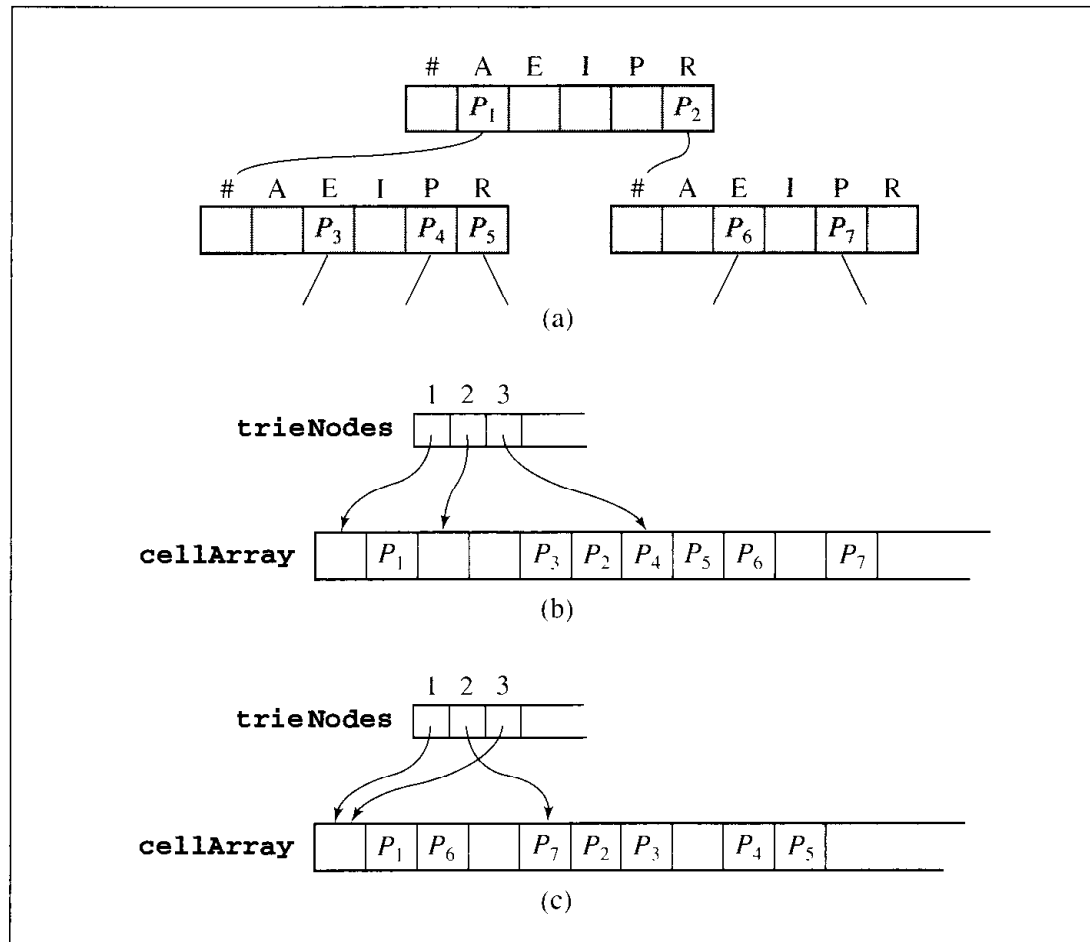 # A E I P R
P1 P2
# A E I P R # A E I P R
P3 P4 P5 P6 P7
(a)
1 2 3
trieNodes
cellArray P1 P3 P2 P4 P5 P6 P7
(b)
1 2 3
trieNodes
cellArray P1 P6 P7 P2 P3 P4 P5
(c)